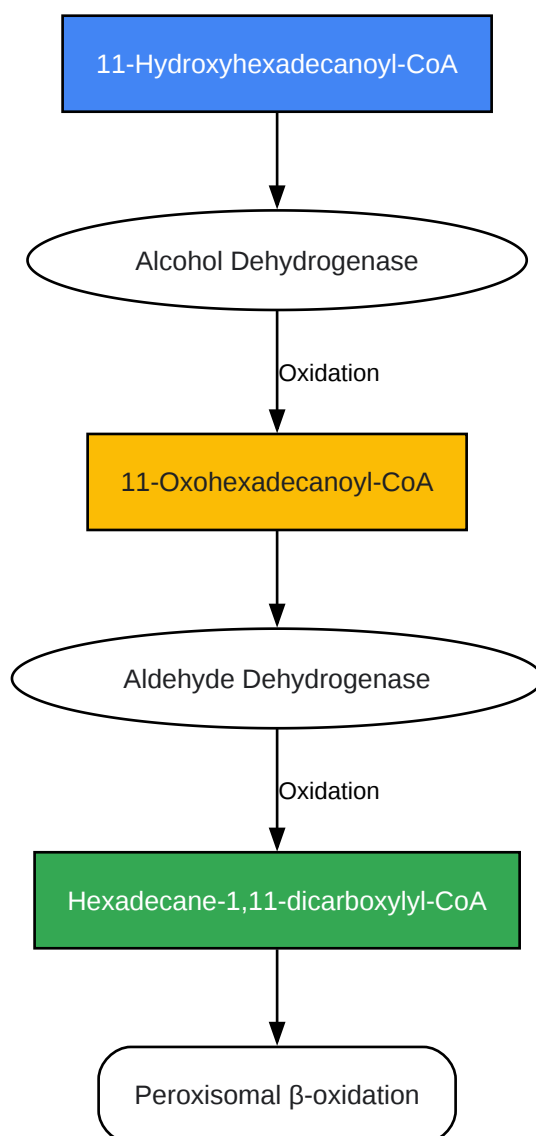 11-Hydroxyhexadecanoyl-CoA
Alcohol Dehydrogenase
Oxidation
11-Oxohexadecanoyl-CoA
Aldehyde Dehydrogenase
Oxidation
Hexadecane-1,11-dicarboxylyl-CoA
Peroxisomal β-oxidation